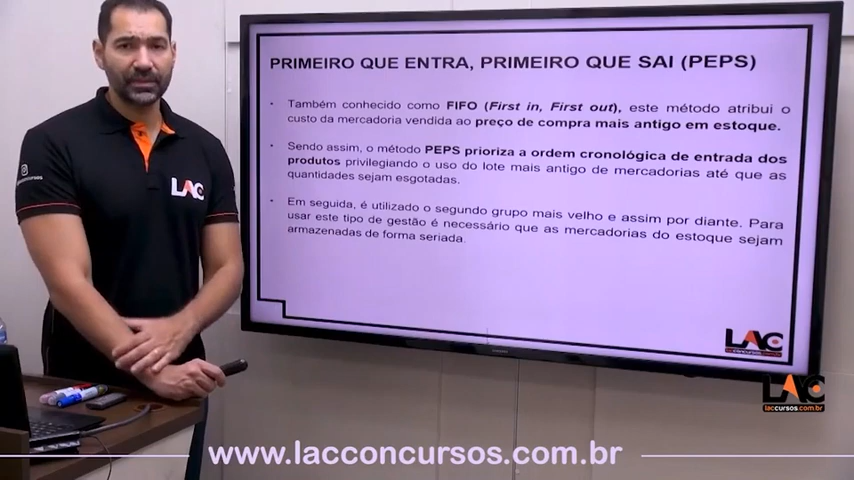 PRIMEIRO QUE ENTRA, PRIMEIRO QUE SAI (PEPS)
• Também conhecido como FIFO (First in, First out), este método atribui o
custo da mercadoria vendida ao preço de compra mais antigo em estoque.
• Sendo assim, o método PEPS prioriza a ordem cronológica de entrada dos
produtos privilegiando o uso do lote mais antigo de mercadorias até que as
quantidades sejam esgotadas.
• Em seguida, é utilizado o segundo grupo mais velho e assim por diante. Para
usar este tipo de gestão é necessário que as mercadorias do estoque sejam
armazenadas de forma seriada.
LAC
LAC
laccursos.com.br
www.lacconcursos.com.br